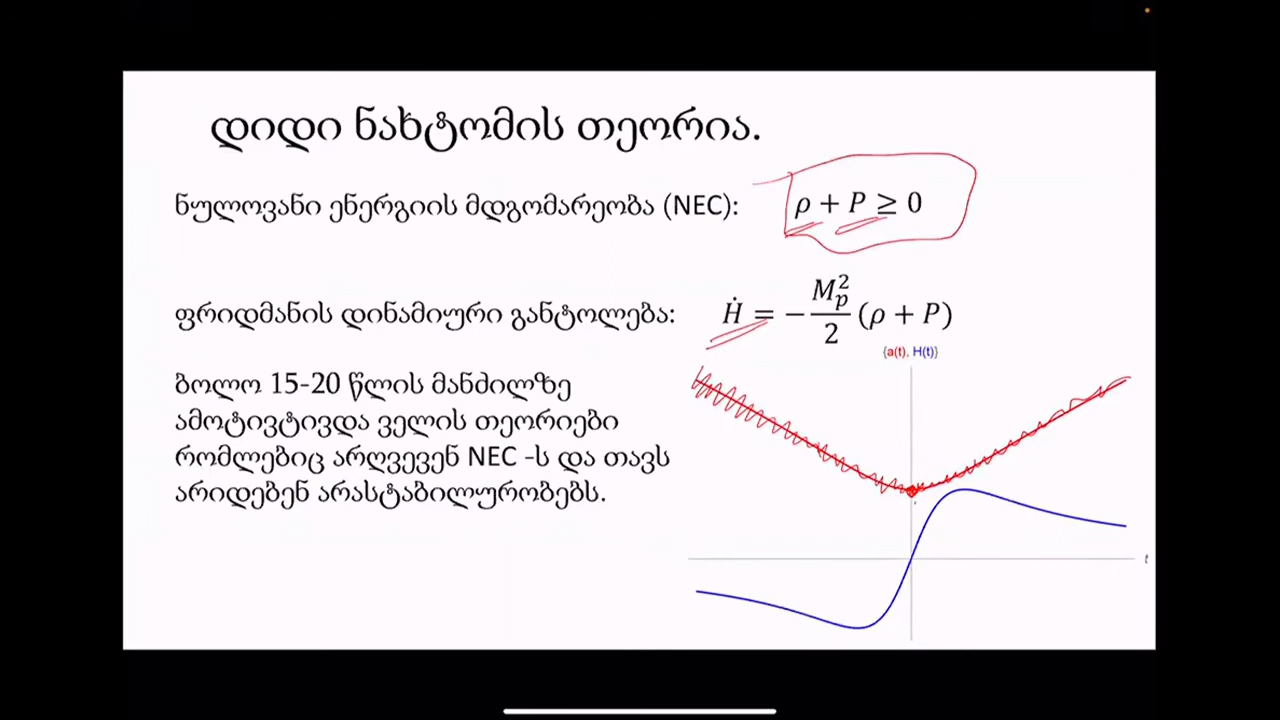 დიდი ნახტომის თეორია.
ნულოვანი ენერგიის მდგომარეობა (NEC): ρ + P ≥ 0
ფრიდმანის დინამიური განტოლება: Ḣ = −M_p^2/2 (ρ + P)
{a(t), H(t)}
ბოლო 15-20 წლის მანძილზე
ამოტივტივდა ველის თეორიები
რომლებიც არღვევენ NEC -ს და თავს
არიდებენ არასტაბილურობებს.
t